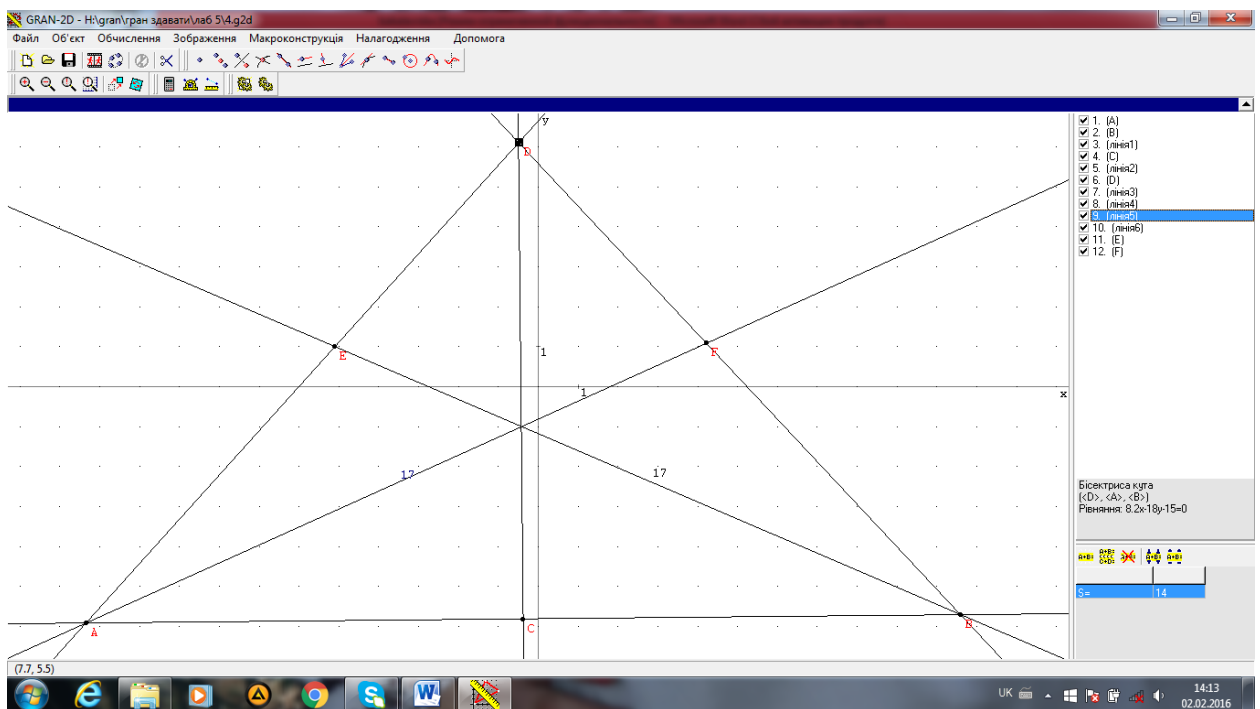 GRAN-2D - H:\gran\гран здавати\лаб 5\4.g2d
Файл Об'єкт Обчислення Зображення Макроконструкція Налагодження Допомога
y
D
E
F
1
1
x
17
17
A
C
B
1. (A)
2. (B)
3. (лінія1)
4. (C)
5. (лінія2)
6. (D)
7. (лінія3)
8. (лінія4)
9. (лінія5)
10. (лінія6)
11. (E)
12. (F)
Бісектриса кута
(<D>, <A>, <B>)
Рівняння: 8.2x-18y-15=0
S= 14
(7.7, 5.5)
UK
14:13
02.02.2016